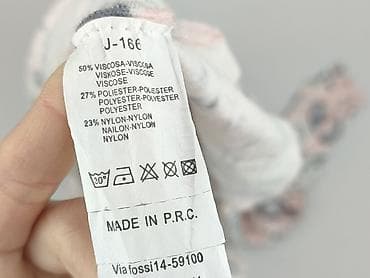 J-166
50% VISCOSA-VISCOSA
VISKOSE-VISCOSE
VISCOSE
27% POLIESTER-POLIESTER
POLYESTER-POLYESTER
POLYESTER
23% NYLON-NYLON
NAILON-NYLON
NYLON
30°
MADE IN P.R.C.
Via fossi14-59100